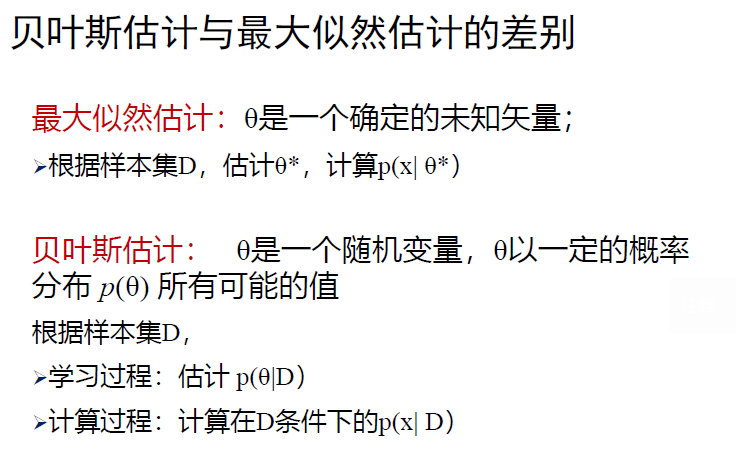 贝叶斯估计与最大似然估计的差别
最大似然估计：θ是一个确定的未知矢量；
➢根据样本集D，估计θ*，计算p(x| θ*）
贝叶斯估计： θ是一个随机变量，θ以一定的概率
分布 p(θ) 所有可能的值
根据样本集D，
➢学习过程：估计 p(θ|D）
➢计算过程：计算在D条件下的p(x| D）